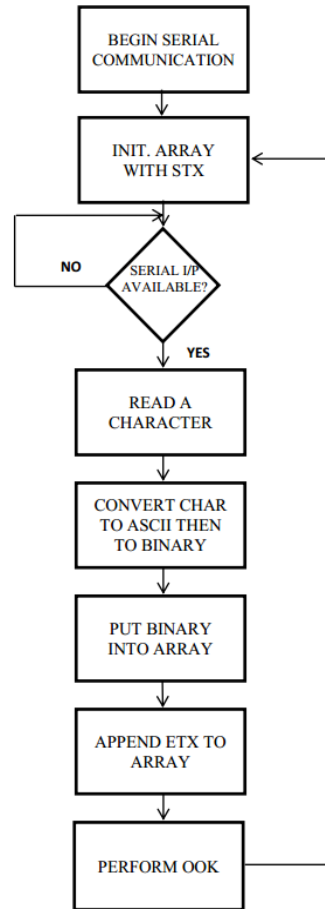 BEGIN SERIAL
COMMUNICATION
INIT. ARRAY
WITH STX
NO
SERIAL I/P
AVAILABLE?
YES
READ A
CHARACTER
CONVERT CHAR
TO ASCII THEN
TO BINARY
PUT BINARY
INTO ARRAY
APPEND ETX TO
ARRAY
PERFORM OOK